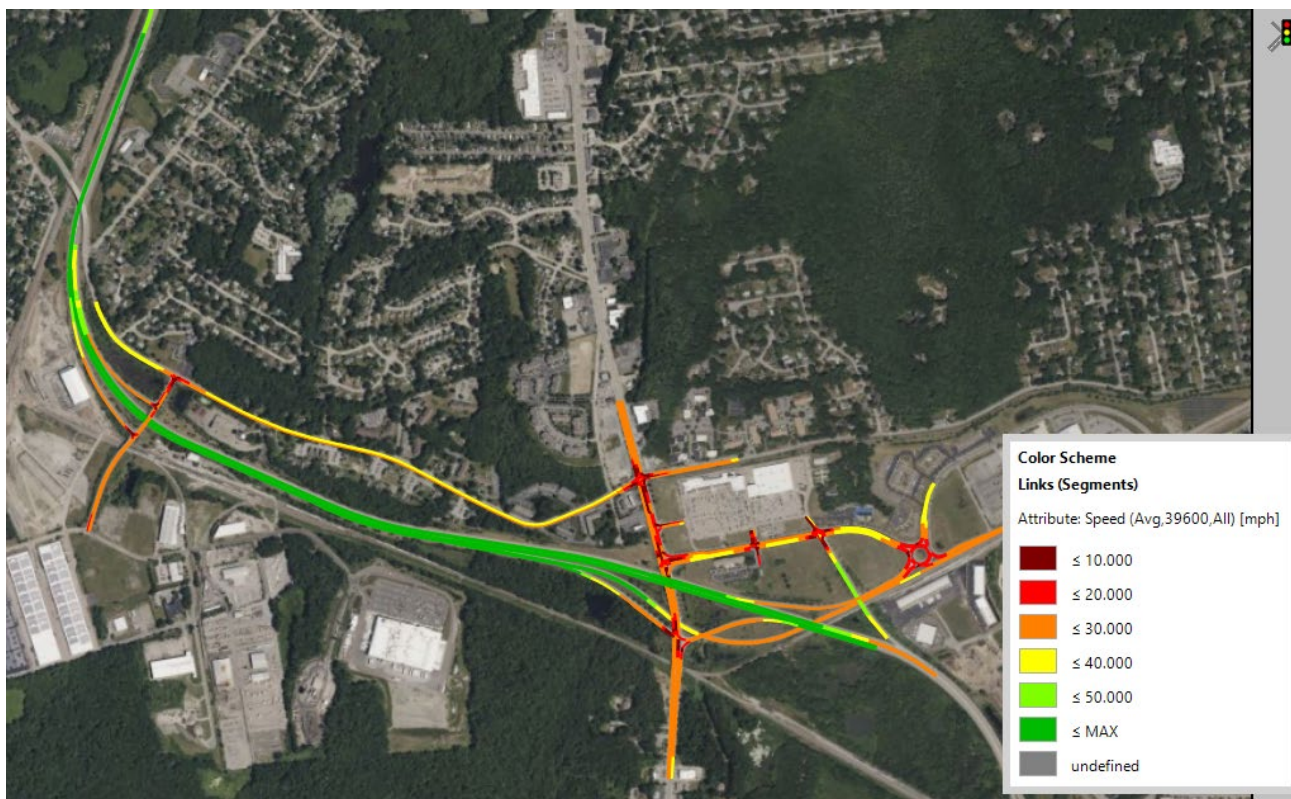 Color Scheme
Links (Segments)
Attribute: Speed (Avg,39600,All) [mph]
≤ 10.000
≤ 20.000
≤ 30.000
≤ 40.000
≤ 50.000
≤ MAX
undefined